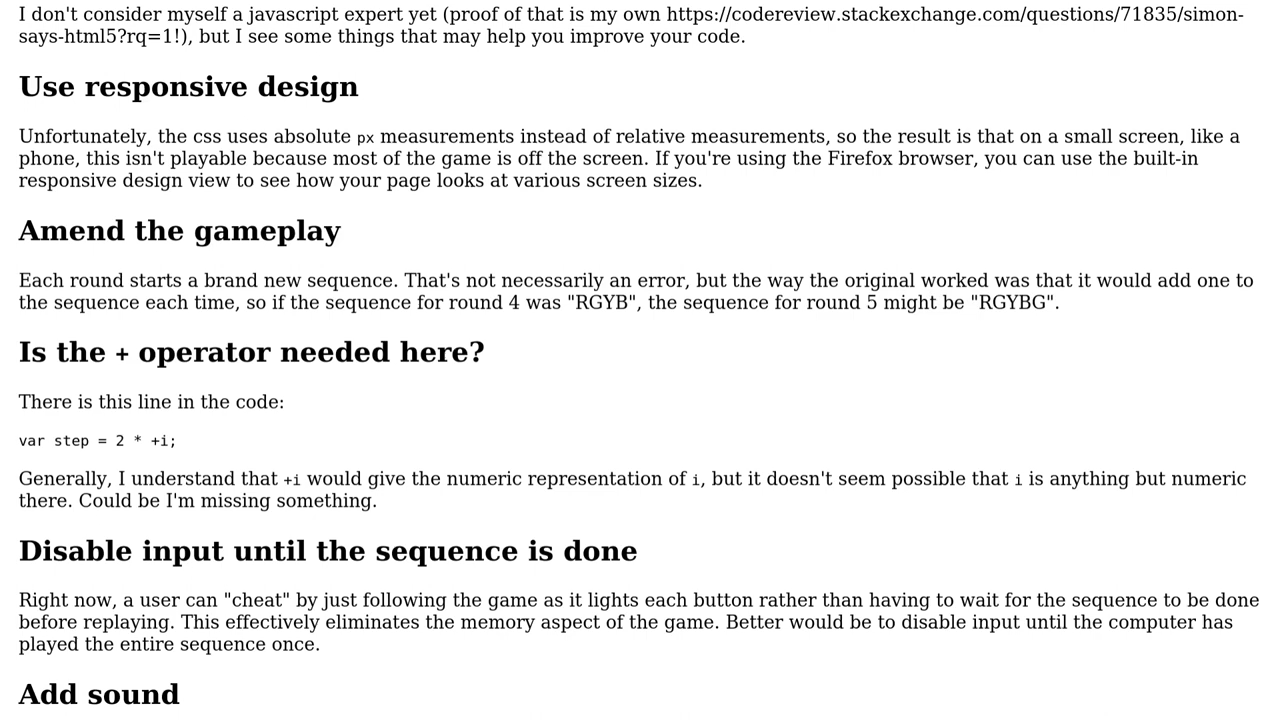 I don't consider myself a javascript expert yet (proof of that is my own https://codereview.stackexchange.com/questions/71835/simon-
says-html5?rq=1!), but I see some things that may help you improve your code.
Use responsive design
Unfortunately, the css uses absolute px measurements instead of relative measurements, so the result is that on a small screen, like a
phone, this isn't playable because most of the game is off the screen. If you're using the Firefox browser, you can use the built-in
responsive design view to see how your page looks at various screen sizes.
Amend the gameplay
Each round starts a brand new sequence. That's not necessarily an error, but the way the original worked was that it would add one to
the sequence each time, so if the sequence for round 4 was "RGYB", the sequence for round 5 might be "RGYBG".
Is the + operator needed here?
There is this line in the code:
var step = 2 * +i;
Generally, I understand that +i would give the numeric representation of i, but it doesn't seem possible that i is anything but numeric
there. Could be I'm missing something.
Disable input until the sequence is done
Right now, a user can "cheat" by just following the game as it lights each button rather than having to wait for the sequence to be done
before replaying. This effectively eliminates the memory aspect of the game. Better would be to disable input until the computer has
played the entire sequence once.
Add sound